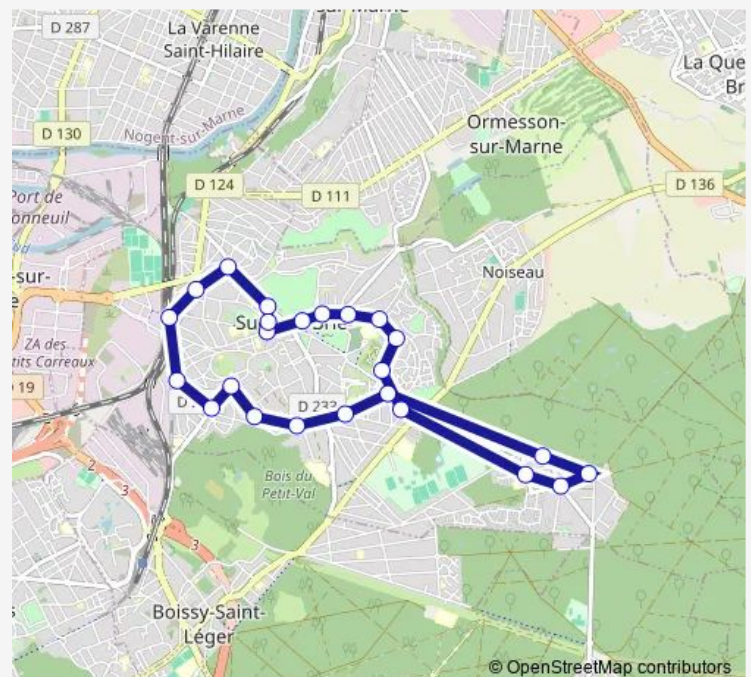 D 287
La Varenne
Saint-Hilaire
sur-Marne
La Que
Br
Ormesson-
sur-Marne
D 130
Nogent-sur-Marne
D 124
D 111
D 136
Port de
onneuil
Noiseau
-sur-
e
ZA des
tits Carreaux
19
D 233
2
3
Bois du
Petit-Val
3
Boissy-Saint-
Léger
© OpenStreetMap contributors